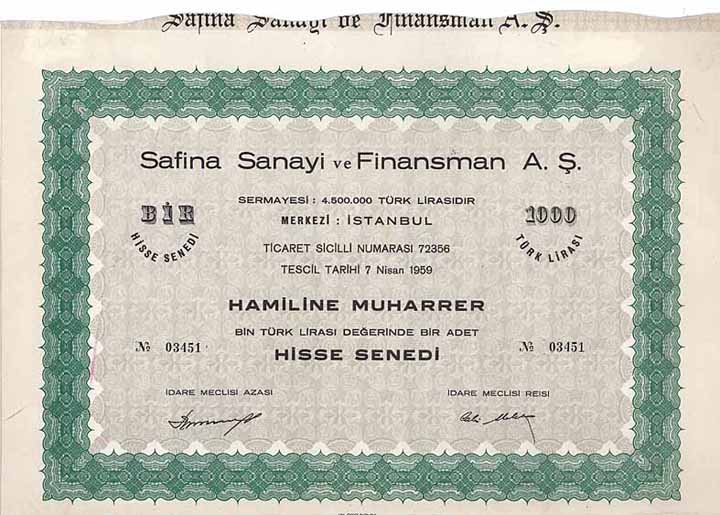 Safina Sanayi ve Finansman A. Ş.
Safina Sanayi ve Finansman A. Ş.
SERMAYESİ : 4.500.000 TÜRK LİRASIDIR
BİR
HİSSE SENEDİ
MERKEZİ : İSTANBUL
1000
TÜRK LİRASI
TİCARET SİCİLLİ NUMARASI 72356
TESCİL TARİHİ 7 Nisan 1959
HAMİLİNE MUHARRER
BİN TÜRK LİRASI DEĞERİNDE BİR ADET
№ 03451
HİSSE SENEDİ
№ 03451
İDARE MECLİSİ AZASI
İDARE MECLİSİ REİSİ